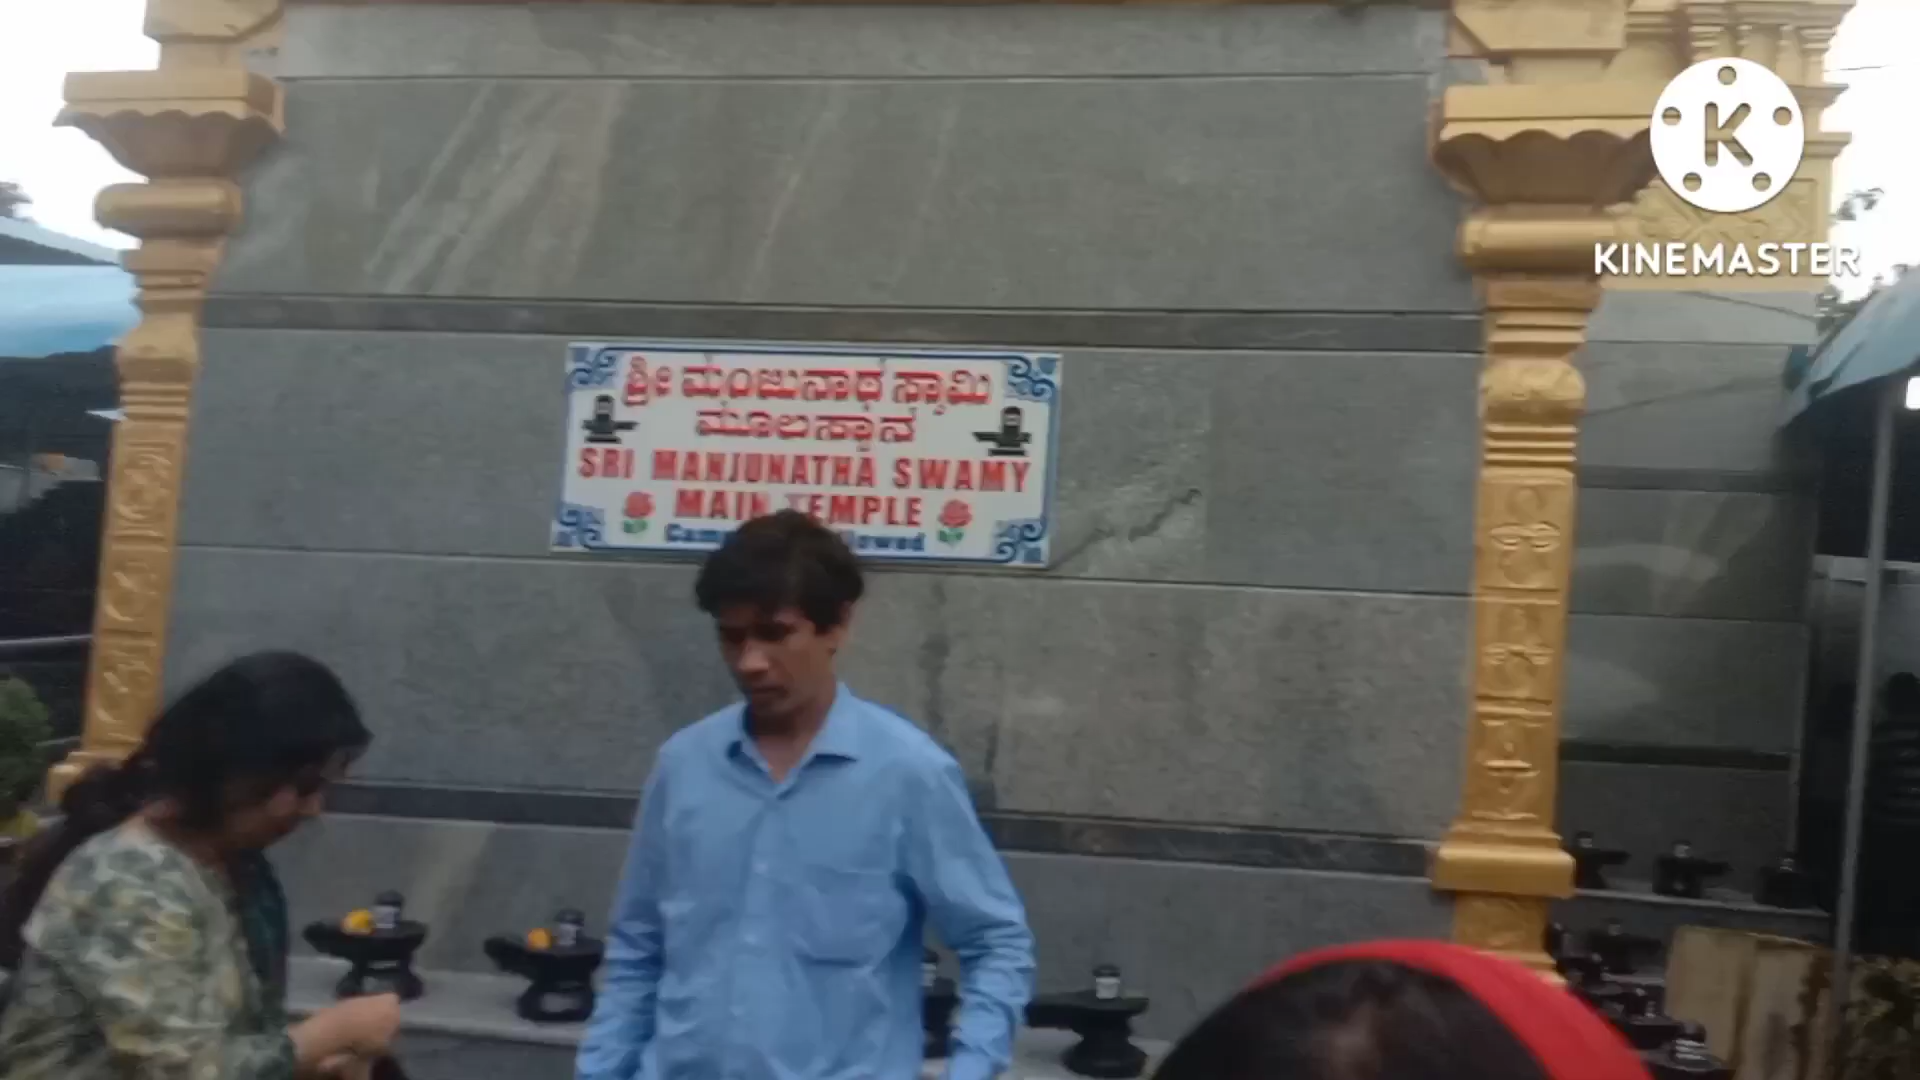 ಶ್ರೀ ಮಂಜುನಾಥ ಸ್ವಾಮಿ
ಮೂಲಸ್ಥಾನ
SRI MANJUNATHA SWAMY
MAIN TEMPLE
K
KINEMASTER